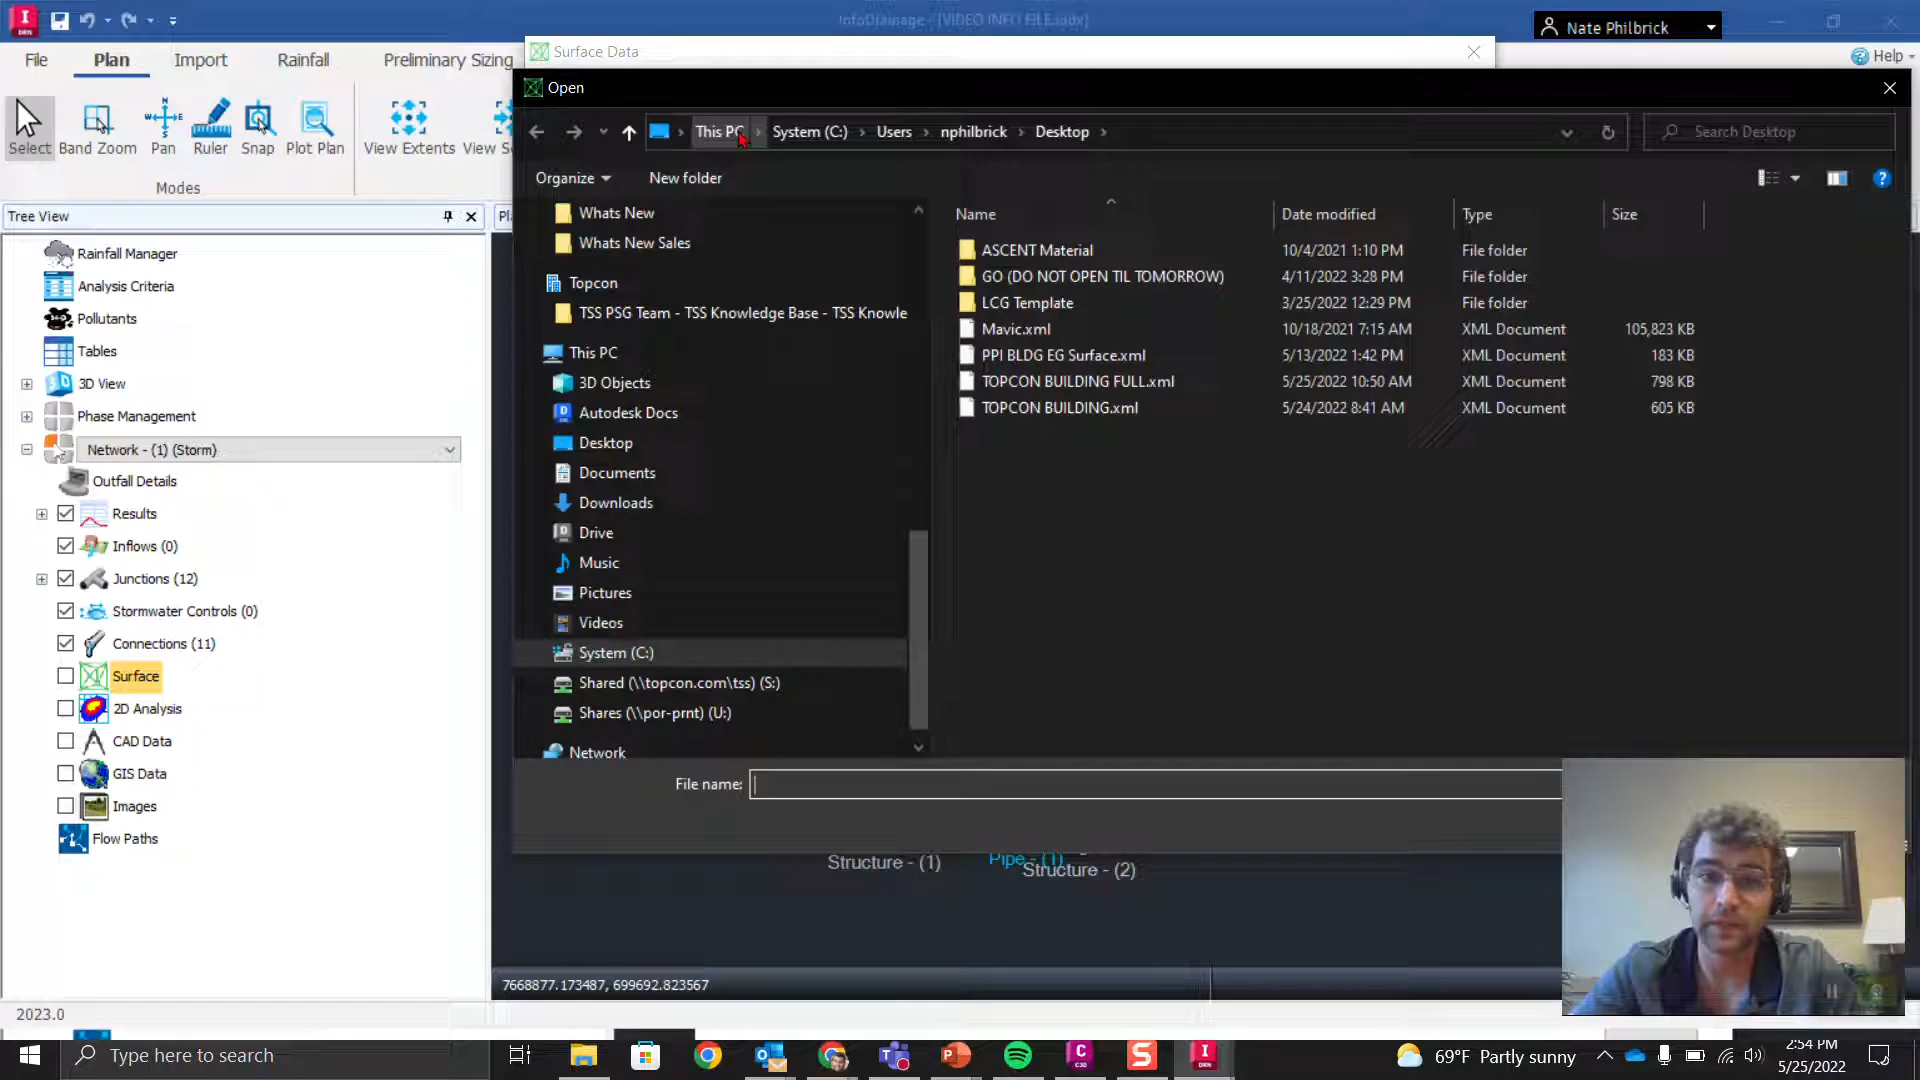 I
DRN
InfoDrainage - [VIDEO INFO FILE.iddx]
Nate Philbrick
File
Plan
Import
Rainfall
Preliminary Sizing
Surface Data
Help
Open
Select
Band Zoom
Pan
Ruler
Snap
Plot Plan
View Extents
Modes
This PC
System (C:)
Users
nphilbrick
Desktop
Search Desktop
Organize
New folder
Tree View
Name
Date modified
Type
Size
Rainfall Manager
Analysis Criteria
Pollutants
Tables
3D View
Phase Management
Network - (1) (Storm)
Outfall Details
Results
Inflows (0)
Junctions (12)
Stormwater Controls (0)
Connections (11)
Surface
2D Analysis
CAD Data
GIS Data
Images
Flow Paths
Whats New
Whats New Sales
Topcon
TSS PSG Team - TSS Knowledge Base - TSS Knowle
This PC
3D Objects
Autodesk Docs
Desktop
Documents
Downloads
Drive
Music
Pictures
Videos
System (C:)
Shared (\\topcon.com\tss) (S:)
Shares (\\por-prnt) (U:)
Network
ASCENT Material 10/4/2021 1:10 PM File folder
GO (DO NOT OPEN TIL TOMORROW) 4/11/2022 3:28 PM File folder
LCG Template 3/25/2022 12:29 PM File folder
Mavic.xml 10/18/2021 7:15 AM XML Document 105,823 KB
PPI BLDG EG Surface.xml 5/13/2022 1:42 PM XML Document 183 KB
TOPCON BUILDING FULL.xml 5/25/2022 10:50 AM XML Document 798 KB
TOPCON BUILDING.xml 5/24/2022 8:41 AM XML Document 605 KB
File name:
Structure - (1)
Pipe - (1)
Structure - (2)
7668877.173487, 699692.823567
2023.0
Type here to search
69°F Partly sunny
2:54 PM
5/25/2022